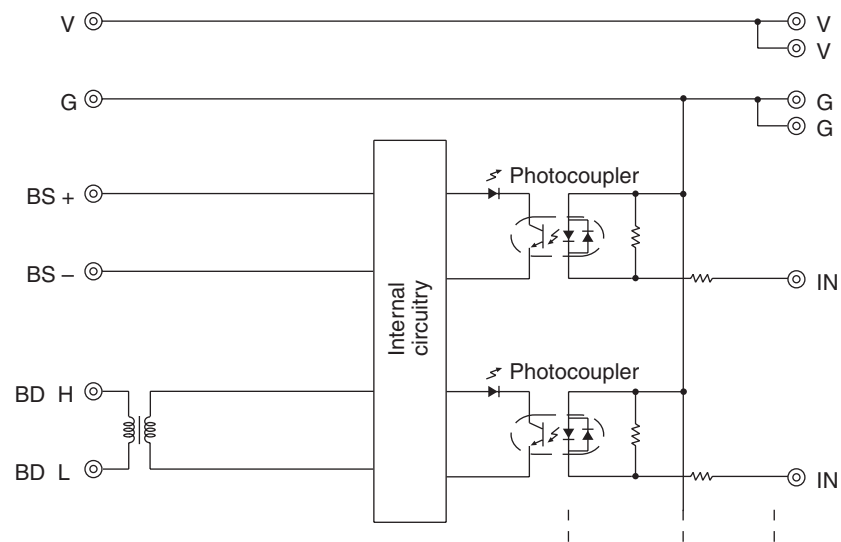 V
V
V
G
G
G
BS +
Photocoupler
BS –
IN
Internal
circuitry
BD H
Photocoupler
BD L
IN